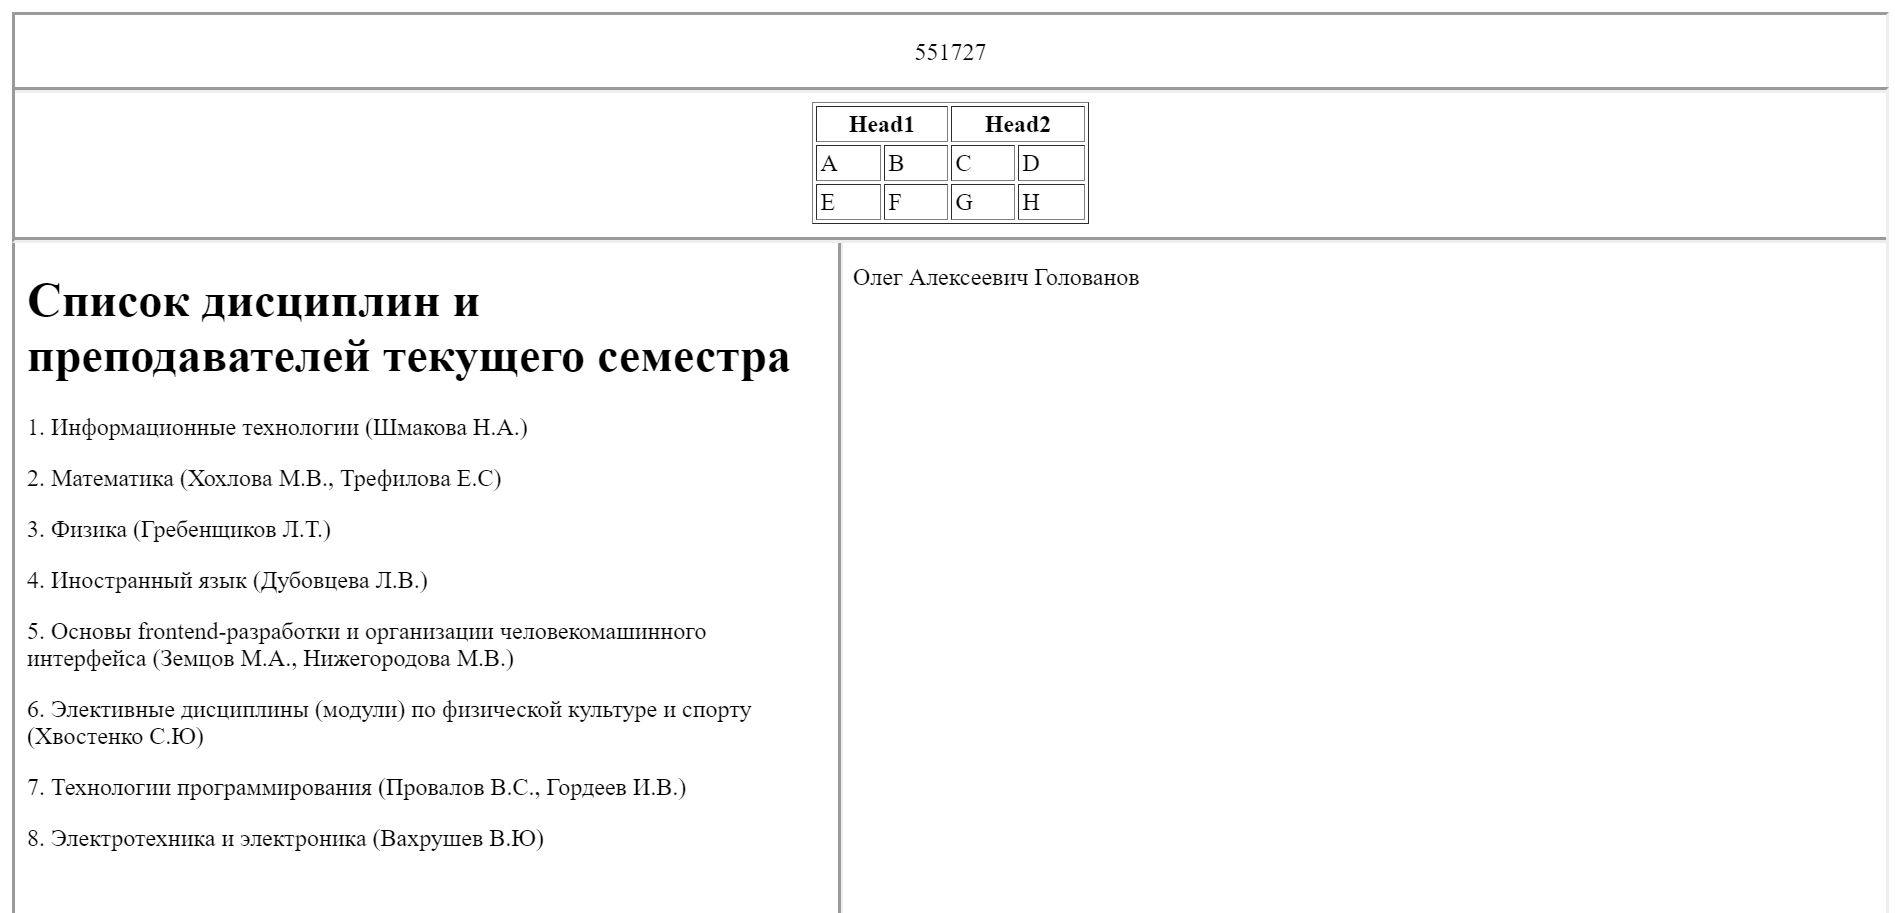 551727
Head1 Head2
A B C D
E F G H
Список дисциплин и
преподавателей текущего семестра
1. Информационные технологии (Шмакова Н.А.)
2. Математика (Хохлова М.В., Трефилова Е.С)
3. Физика (Гребенщиков Л.Т.)
4. Иностранный язык (Дубовцева Л.В.)
5. Основы frontend-разработки и организации человекомашинного
интерфейса (Земцов М.А., Нижегородова М.В.)
6. Элективные дисциплины (модули) по физической культуре и спорту
(Хвостенко С.Ю)
7. Технологии программирования (Провалов В.С., Гордеев И.В.)
8. Электротехника и электроника (Вахрушев В.Ю)
Олег Алексеевич Голованов